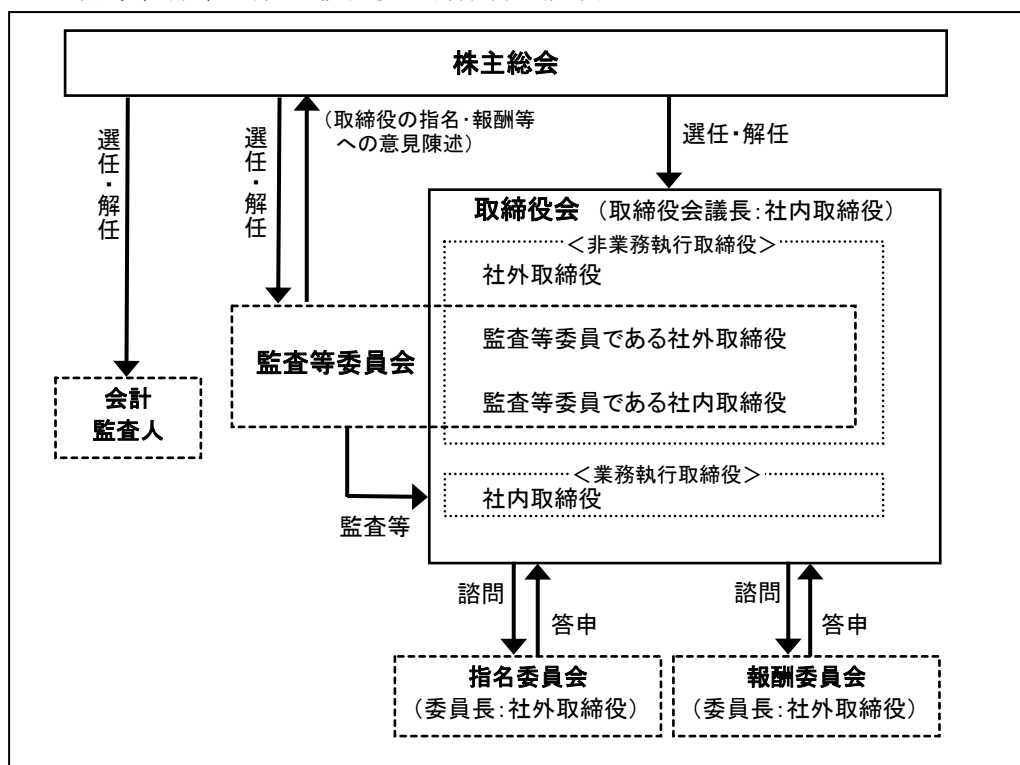 株主総会
選任・解任
選任・解任
(取締役の指名・報酬等
への意見陳述)
選任・解任
取締役会 (取締役会議長:社内取締役)
<非業務執行取締役>
社外取締役
監査等委員会
監査等委員である社外取締役
監査等委員である社内取締役
会計
監査人
<業務執行取締役>
社内取締役
監査等
諮問
答申
諮問
答申
指名委員会
(委員長:社外取締役)
報酬委員会
(委員長:社外取締役)